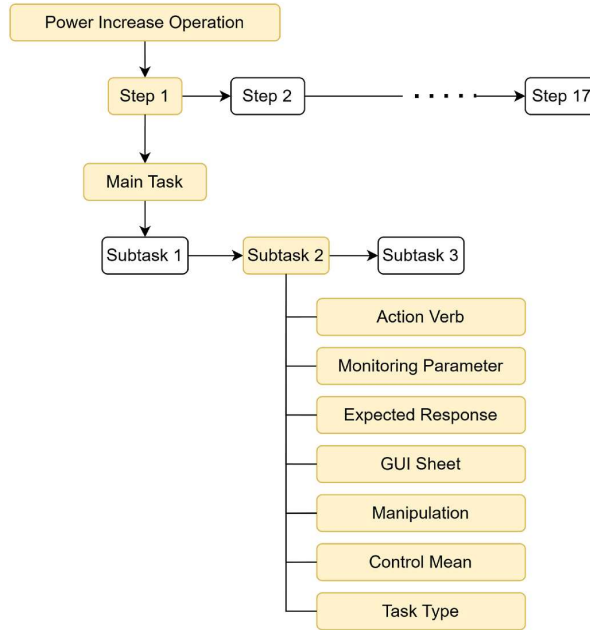 Power Increase Operation
Step 1
Step 2
Step 17
Main Task
Subtask 1
Subtask 2
Subtask 3
Action Verb
Monitoring Parameter
Expected Response
GUI Sheet
Manipulation
Control Mean
Task Type